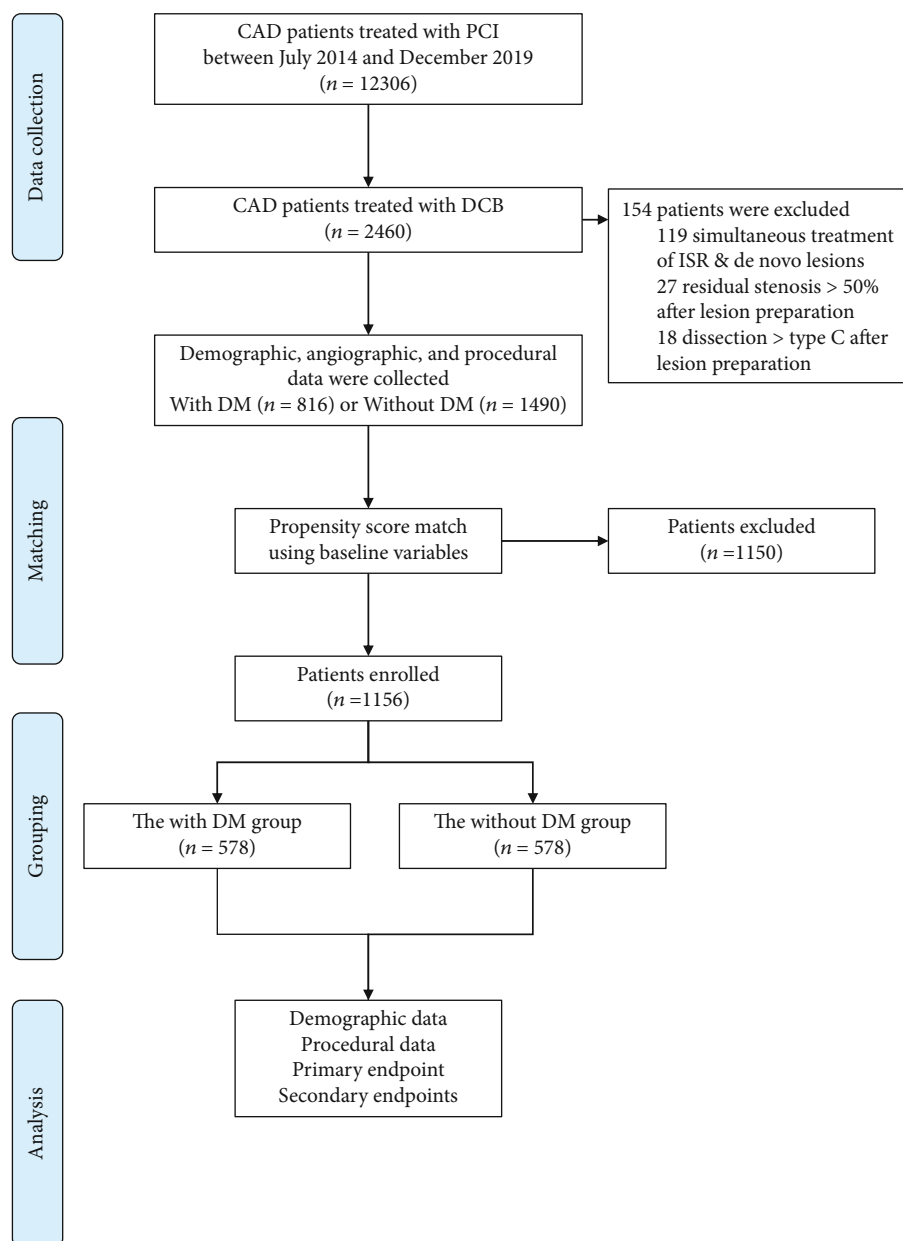 Data collection
CAD patients treated with PCI
between July 2014 and December 2019
(n = 12306)
CAD patients treated with DCB
(n = 2460)
154 patients were excluded
119 simultaneous treatment
of ISR & de novo lesions
27 residual stenosis > 50%
after lesion preparation
18 dissection > type C after
lesion preparation
Demographic, angiographic, and procedural
data were collected
With DM (n = 816) or Without DM (n = 1490)
Matching
Propensity score match
using baseline variables
Patients excluded
(n =1150)
Patients enrolled
(n =1156)
Grouping
The with DM group
(n = 578)
The without DM group
(n = 578)
Analysis
Demographic data
Procedural data
Primary endpoint
Secondary endpoints